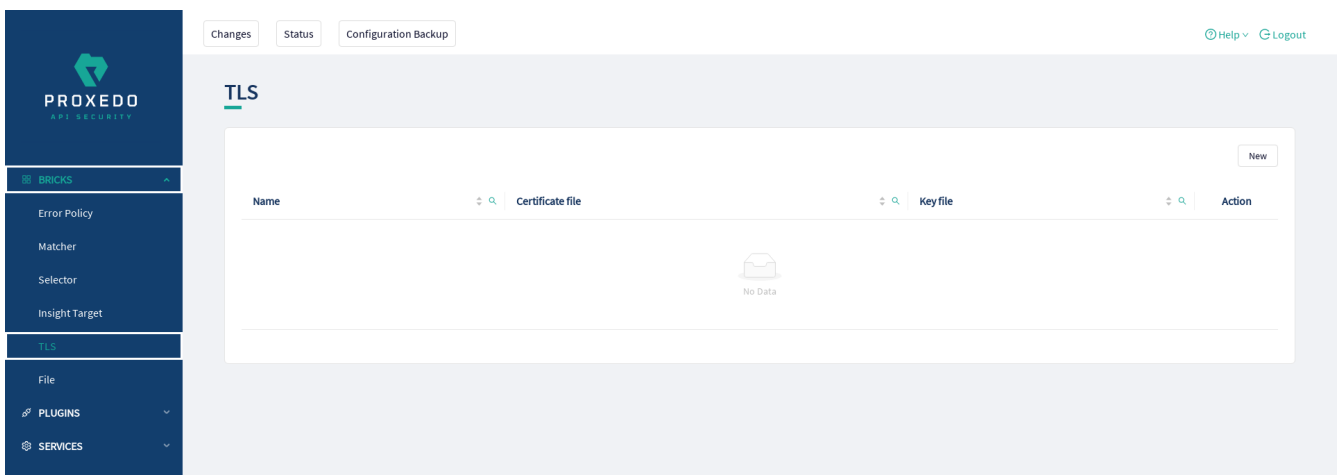 Changes Status Configuration Backup Help Logout
PROXEDO
API SECURITY
TLS
New
BRICKS
Name Certificate file Key file Action
Error Policy
Matcher
Selector
No Data
Insight Target
TLS
File
PLUGINS
SERVICES